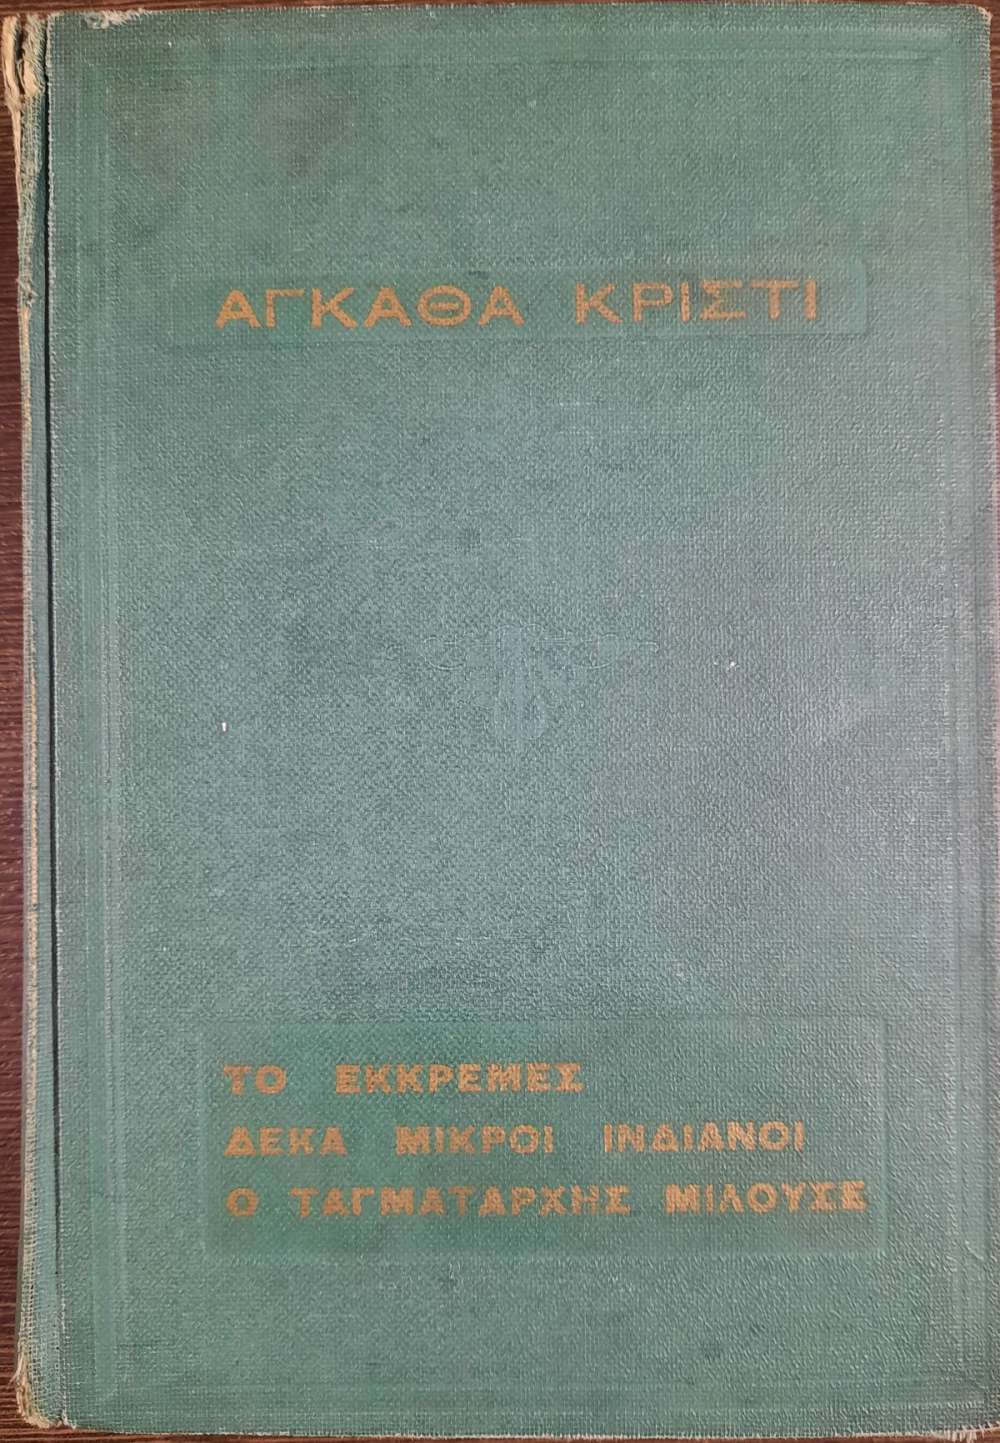 ΑΓΚΑΘΑ ΚΡΙΣΤΙ
ΤΟ ΕΚΚΡΕΜΕΣ
ΔΕΚΑ ΜΙΚΡΟΙ ΙΝΔΙΑΝΟΙ
Ο ΤΑΓΜΑΤΑΡΧΗΣ ΜΙΛΟΥΣΕ